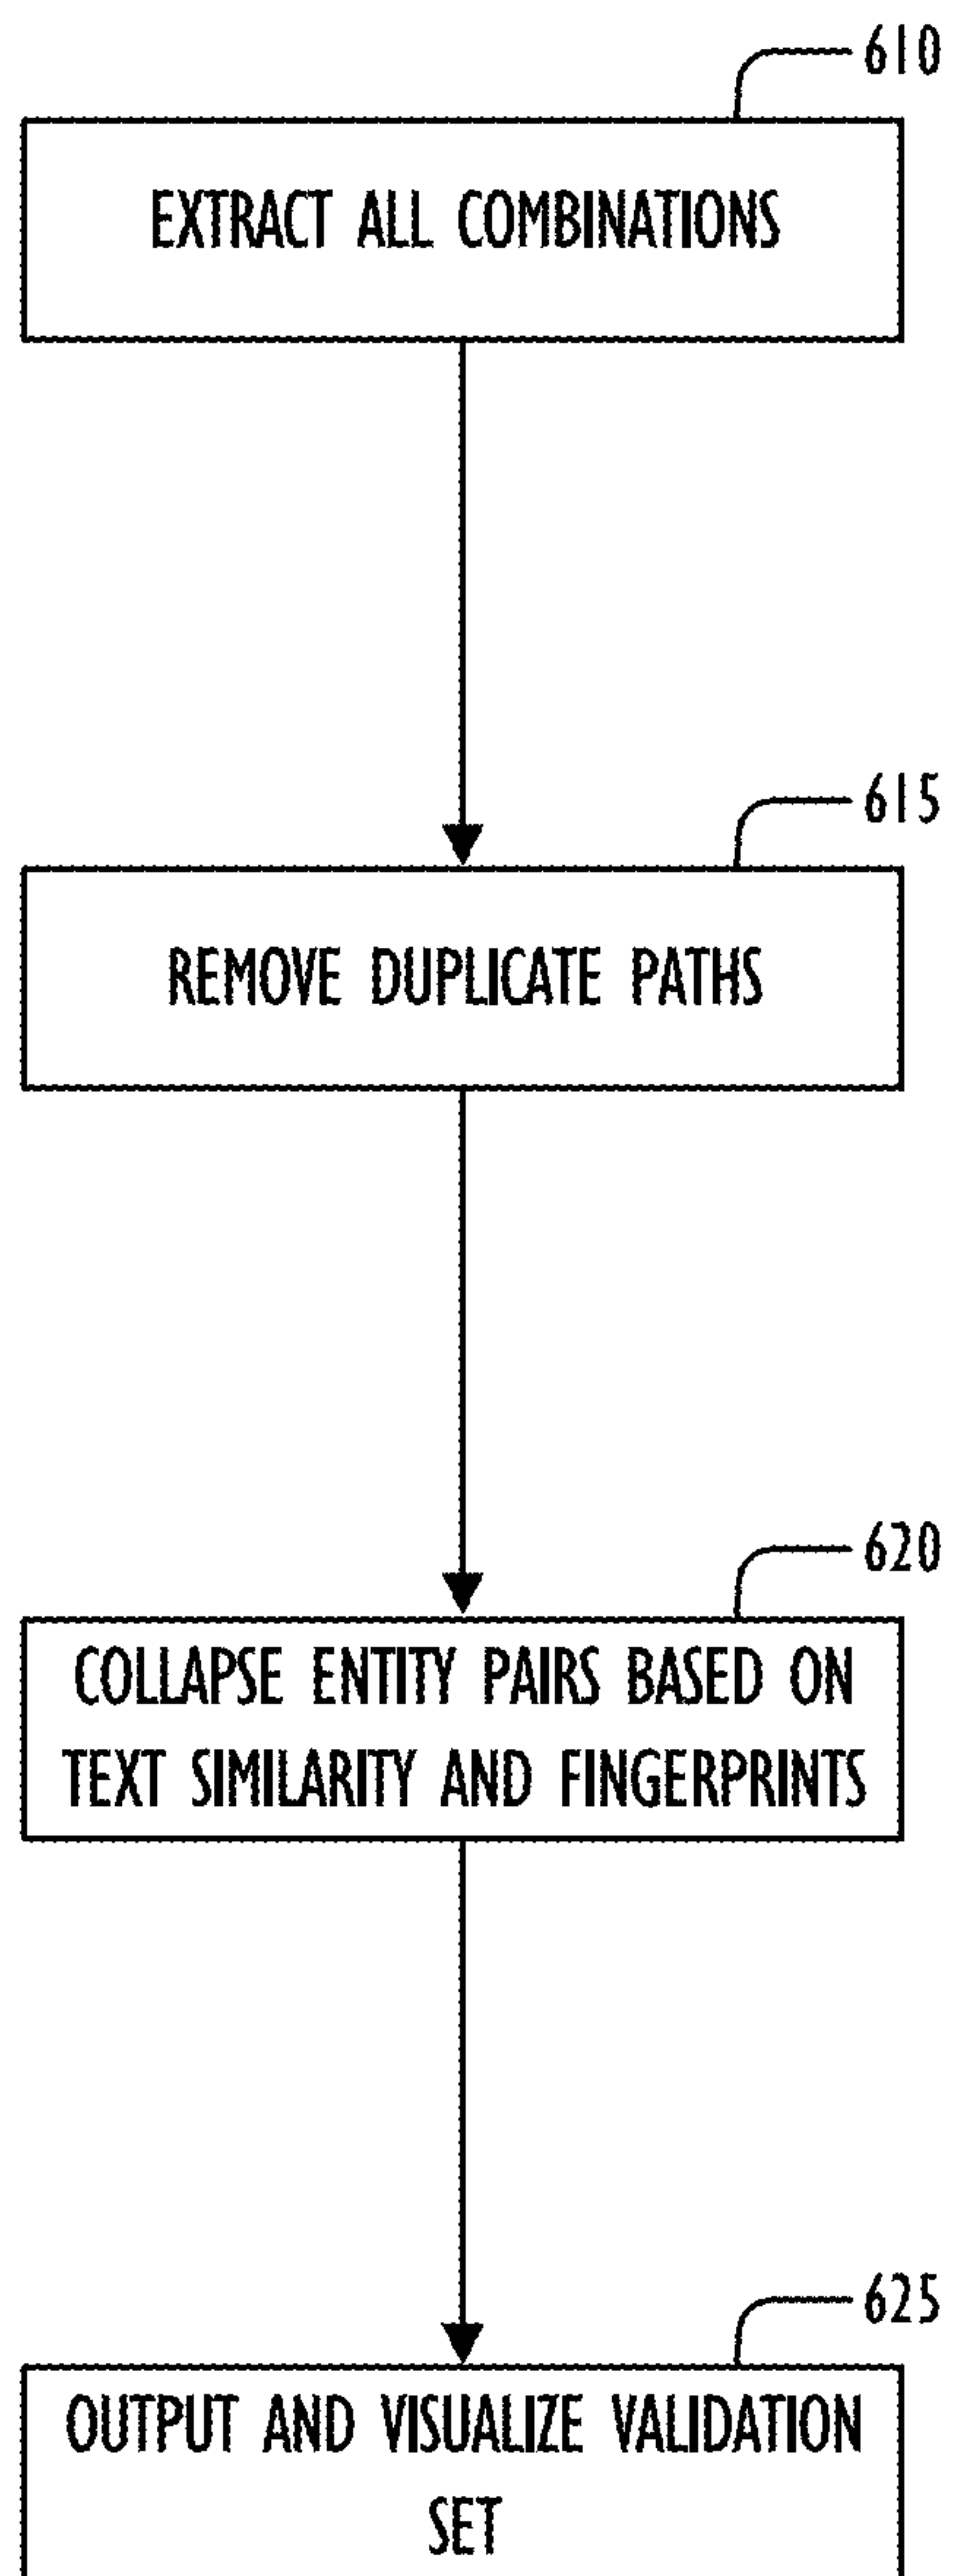 610
EXTRACT ALL COMBINATIONS
615
REMOVE DUPLICATE PATHS
620
COLLAPSE ENTITY PAIRS BASED ON
TEXT SIMILARITY AND FINGERPRINTS
625
OUTPUT AND VISUALIZE VALIDATION
SET